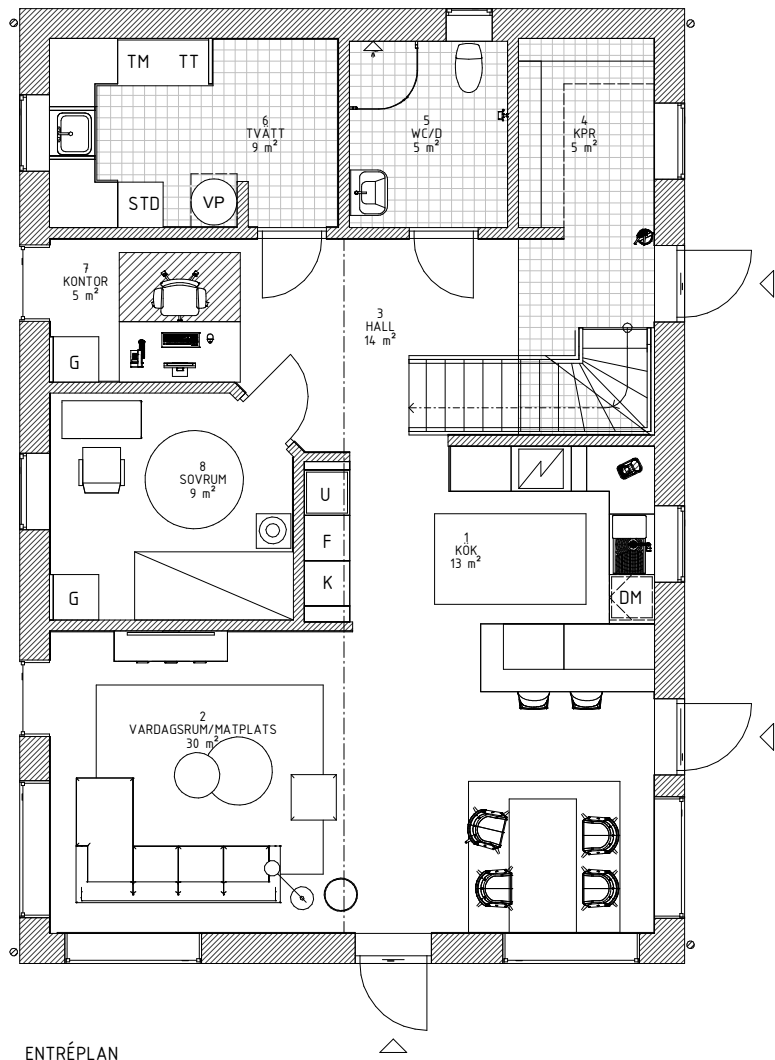 TM TT
6
TVÄTT
9 m²
5
WC/D
5 m²
4
KPR
5 m²
STD
VP
7
KONTOR
5 m²
3
HALL
14 m²
G
8
SOVRUM
9 m²
U
F
K
1
KÖK
13 m²
G
DM
2
VARDAGSRUM/MATPLATS
30 m²
ENTRÉPLAN